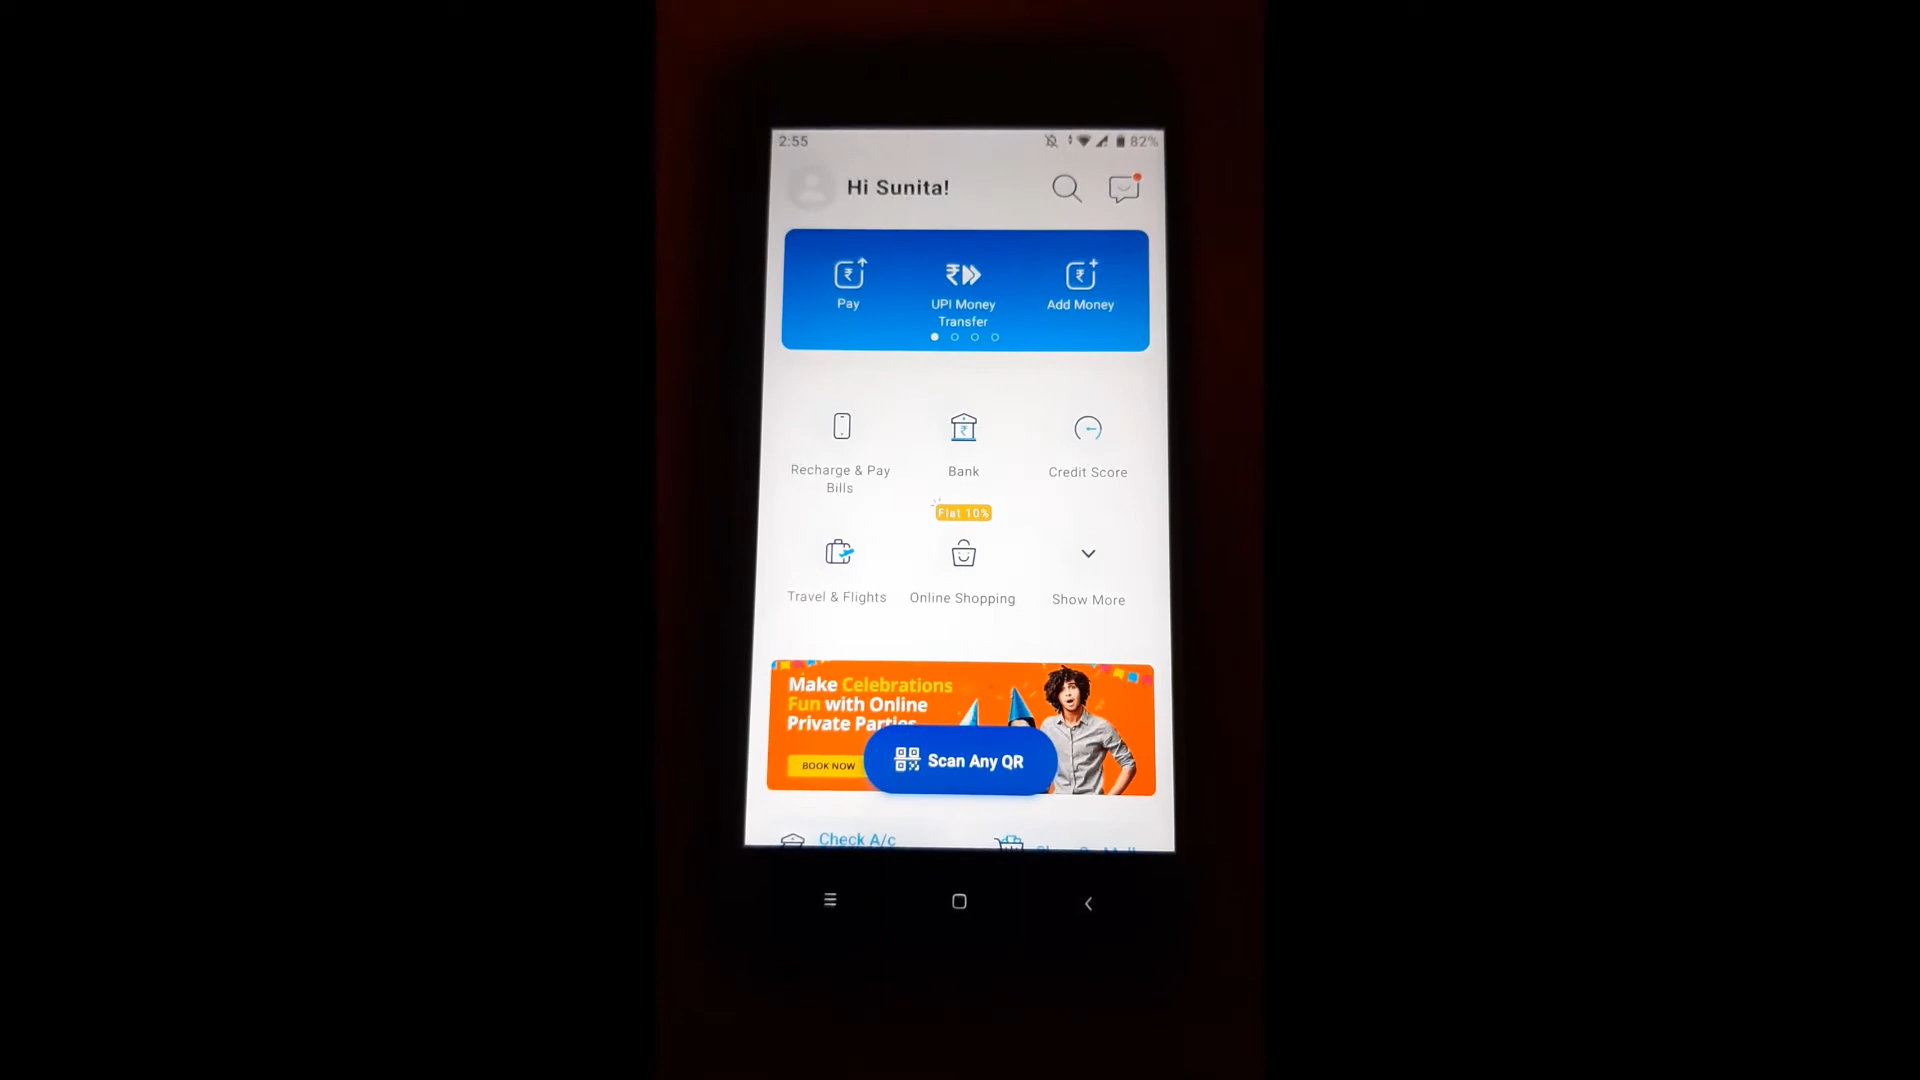 2:55
82%
Hi Sunita!
Pay
UPI Money
Transfer
Add Money
Recharge & Pay
Bills
Bank
Credit Score
Flat 10%
Travel & Flights
Online Shopping
Show More
Make Celebrations
Fun with Online
Private Parties
BOOK NOW
Scan Any QR
Check A/c